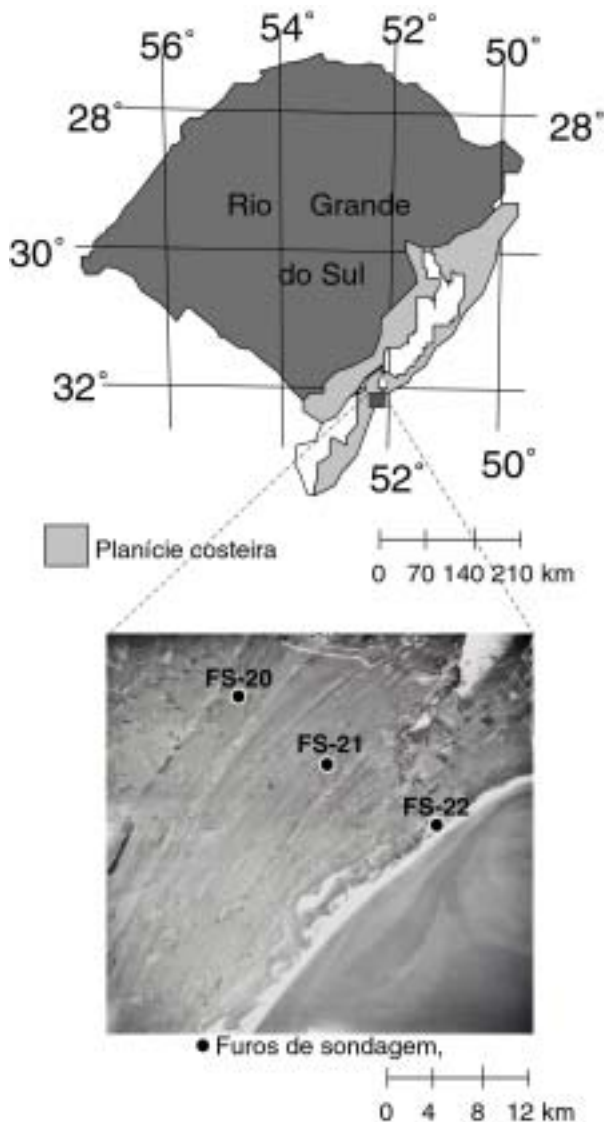 56° 54° 52° 50°
28° 28°
Rio Grande
30°
do Sul
32°
52° 50°
Planície costeira
0 70 140 210 km
FS-20
FS-21
FS-22
Furos de sondagem,
0 4 8 12 km